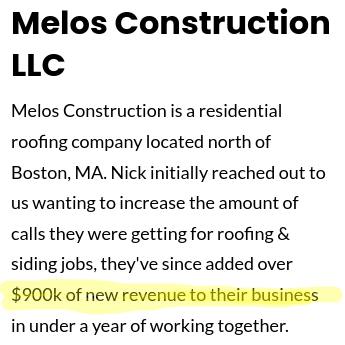 Melos Construction
LLC
Melos Construction is a residential
roofing company located north of
Boston, MA. Nick initially reached out to
us wanting to increase the amount of
calls they were getting for roofing &
siding jobs, they've since added over
$900k of new revenue to their business
in under a year of working together.